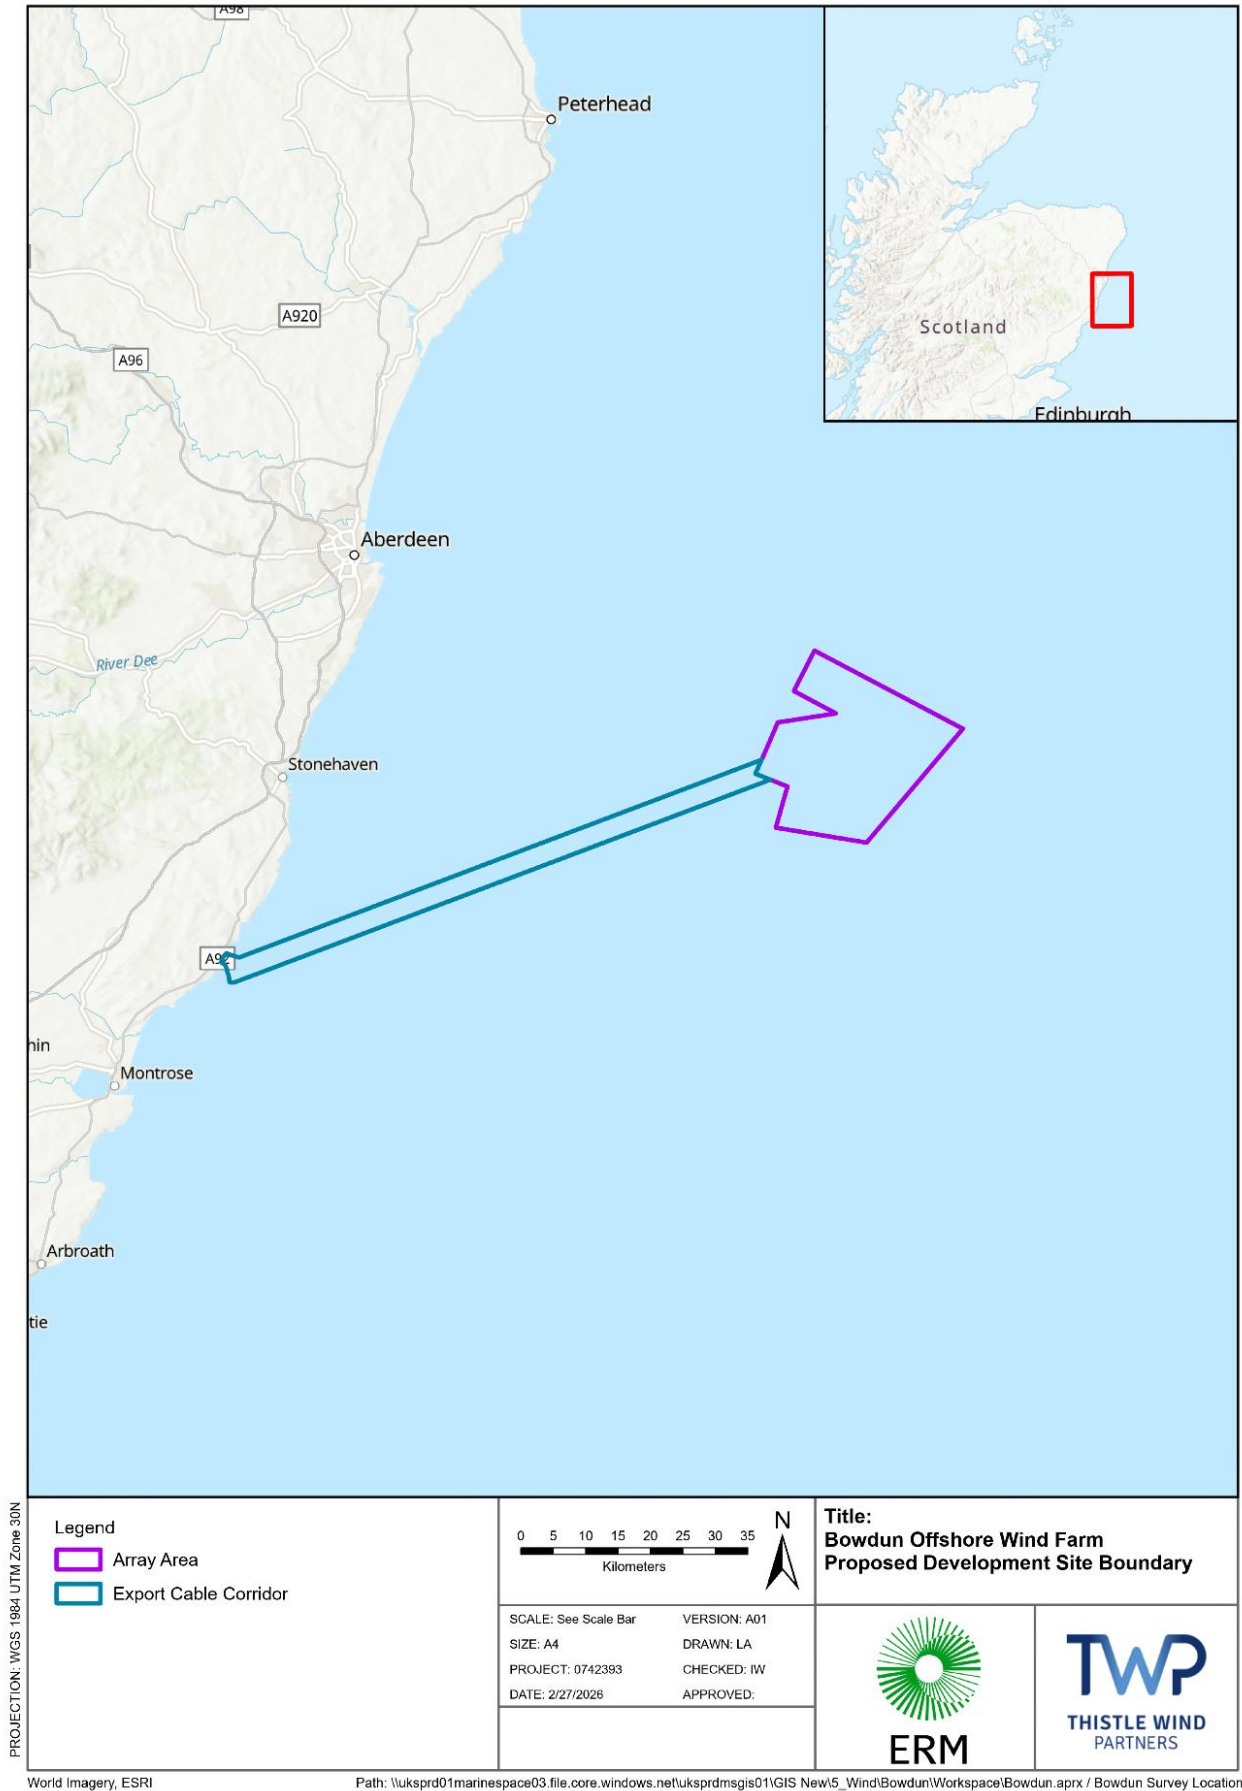 A98
Peterhead
A920
A96
Aberdeen
River Dee
Stonehaven
A92
hin
Montrose
Arbroath
tie
Scotland
Edinburgh
PROJECTION: WGS 1984 UTM Zone 30N
Legend
Array Area
Export Cable Corridor
0 5 10 15 20 25 30 35
Kilometers
N
SCALE: See Scale Bar VERSION: A01
SIZE: A4 DRAWN: LA
PROJECT: 0742393 CHECKED: IW
DATE: 2/27/2026 APPROVED:
Title:
Bowdun Offshore Wind Farm
Proposed Development Site Boundary
ERM
TWP
THISTLE WIND
PARTNERS
World Imagery, ESRI
Path: \\uksprd01marinespace03.file.core.windows.net\uksprdmsgis01\GIS New\5_Wind\Bowdun\Workspace\Bowdun.aprx / Bowdun Survey Location